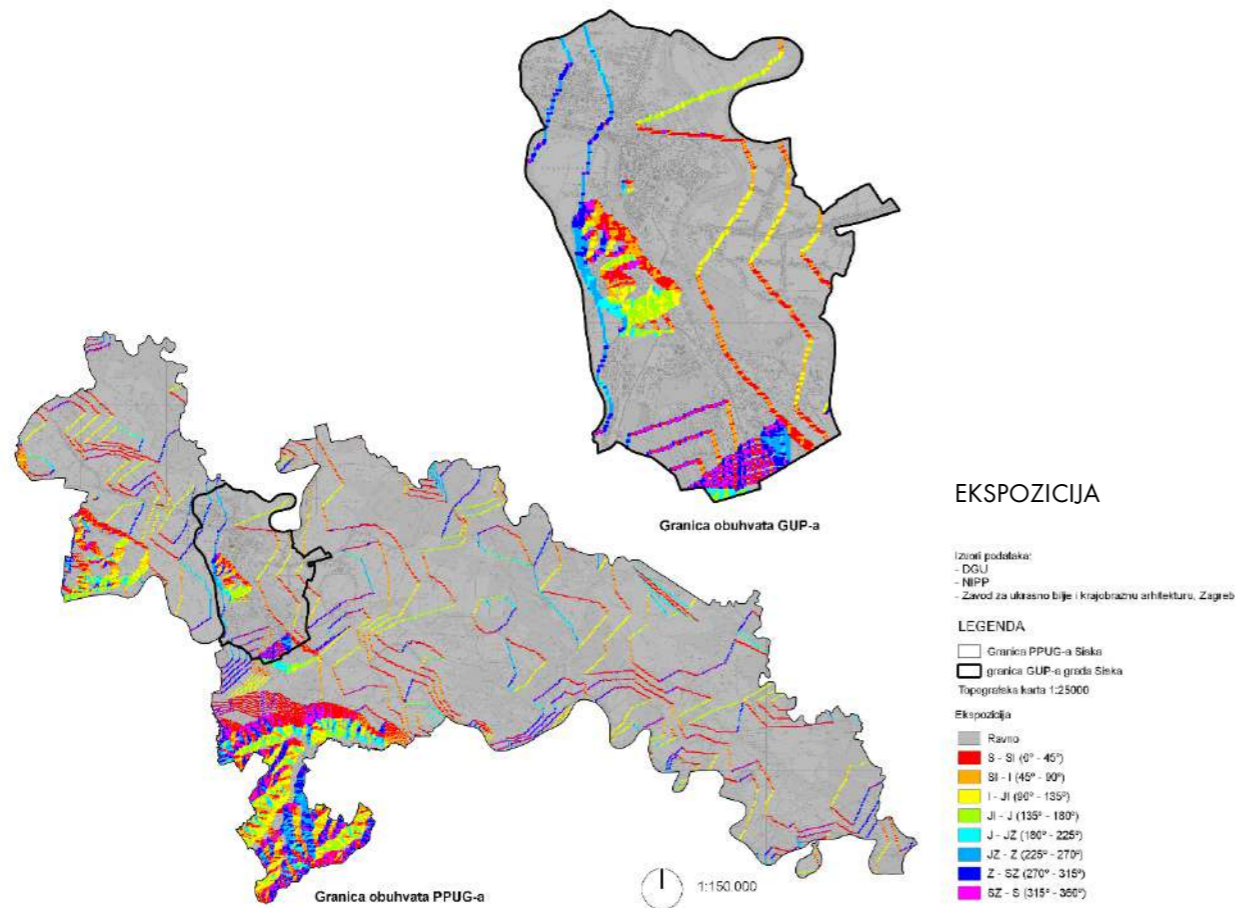 Granica obuhvata GUP-a
EKSPOZICIJA
Izvori podataka:
- DGU
- NIPP
- Zavod za ukrasno bilje i krajobraznu arhitekturu, Zagreb
LEGENDA
Granica PPUG-a Siska
granica GUP-a grada Siska
Topografska karta 1:25000
Ekspozicija
Ravno
S - SI (0° - 45°)
SI - I (45° - 90°)
I - JI (90° - 135°)
JI - J (135° - 180°)
J - JZ (180° - 225°)
JZ - Z (225° - 270°)
Z - SZ (270° - 315°)
SZ - S (315° - 360°)
1:150.000
Granica obuhvata PPUG-a